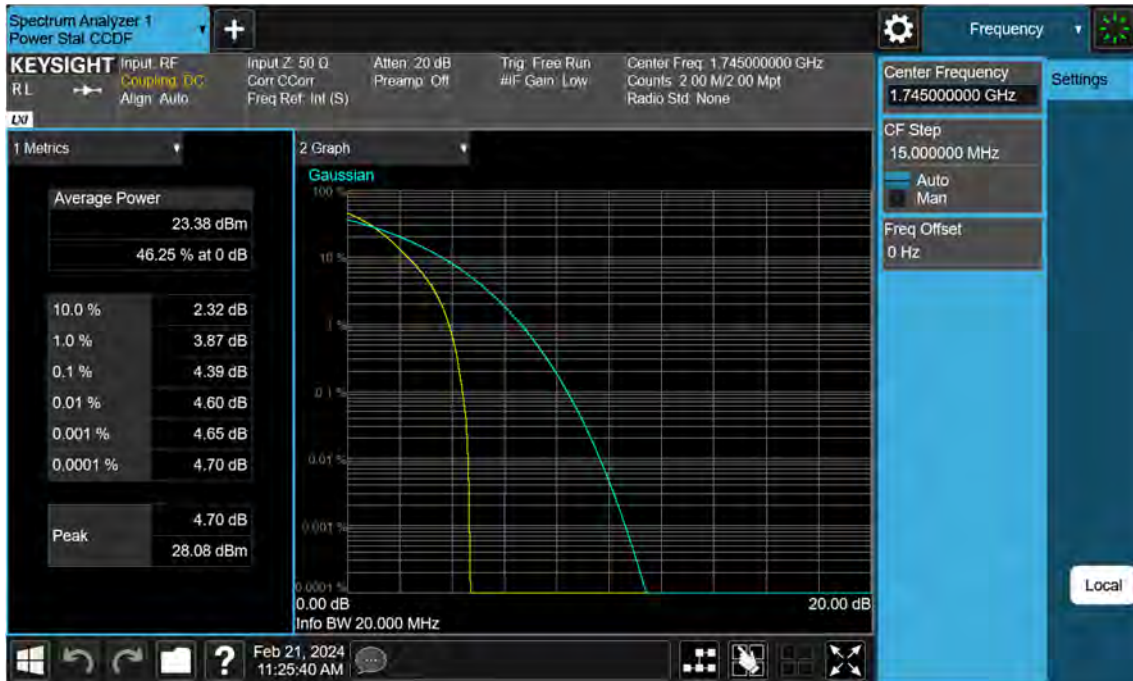 Spectrum Analyzer 1
Power Stat CCDF
+
Frequency
KEYSIGHT
RL
LXI
Input: RF
Coupling: DC
Align: Auto
Input Z: 50 Ω
Corr CCorr
Freq Ref: Int (S)
Atten: 20 dB
Preamp: Off
Trig: Free Run
#IF Gain: Low
Center Freq: 1.745000000 GHz
Counts: 2.00 M/2.00 Mpt
Radio Std: None
Center Frequency
1.745000000 GHz
Settings
CF Step
15.000000 MHz
Auto
Man
Freq Offset
0 Hz
1 Metrics
Average Power
23.38 dBm
46.25 % at 0 dB
10.0 % 2.32 dB
1.0 % 3.87 dB
0.1 % 4.39 dB
0.01 % 4.60 dB
0.001 % 4.65 dB
0.0001 % 4.70 dB
Peak
4.70 dB
28.08 dBm
2 Graph
Gaussian
100 %
10 %
1 %
0.1 %
0.01 %
0.001 %
0.0001 %
0.00 dB 20.00 dB
Info BW 20.000 MHz
Local
?
Feb 21, 2024
11:25:40 AM